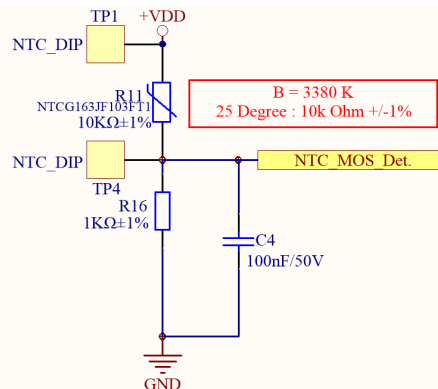 TP1
+VDD
NTC_DIP
R11
NTCG163JF103FT1
10KΩ±1%
B = 3380 K
25 Degree : 10k Ohm +/-1%
NTC_DIP
NTC_MOS_Det.
TP4
R16
1KΩ±1%
C4
100nF/50V
GND